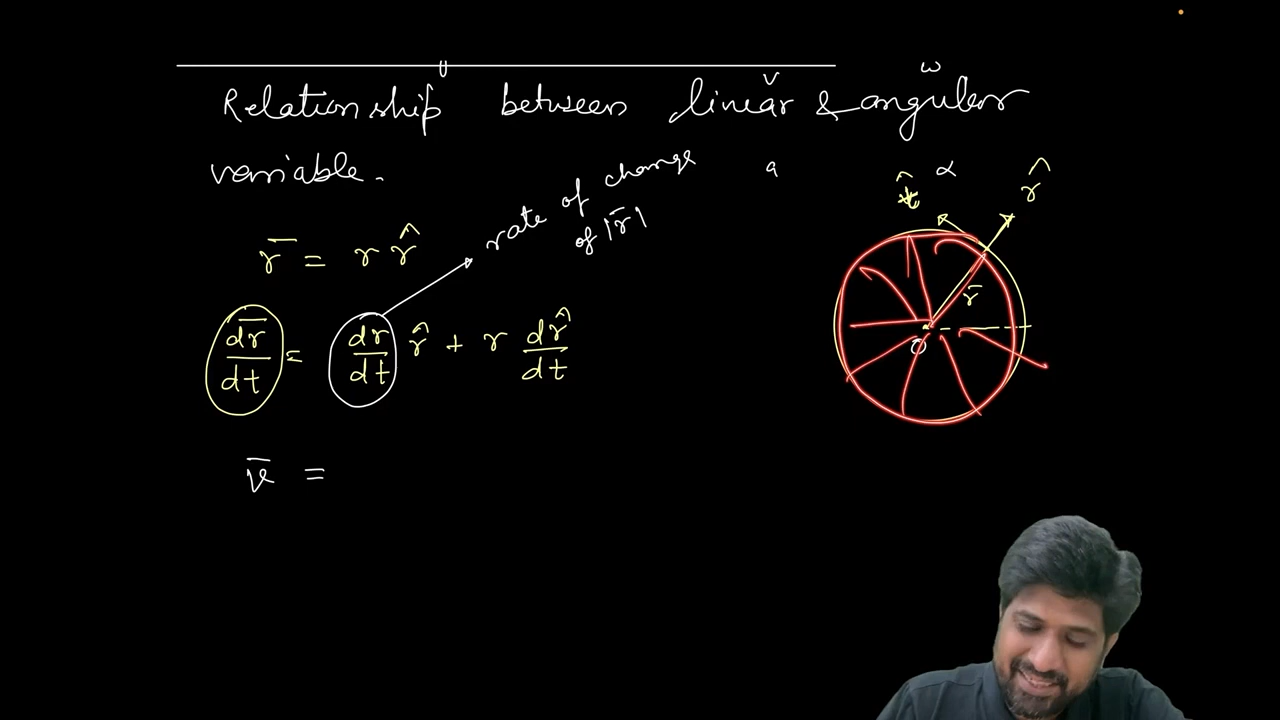 Relationship between linear & angular
v ω
variable.
a α
r̄ = r r̂
rate of change
of |r̄|
dr̄/dt = dr/dt r̂ + r dr̂/dt
v̄ =
t̂ r̂
r̄
O